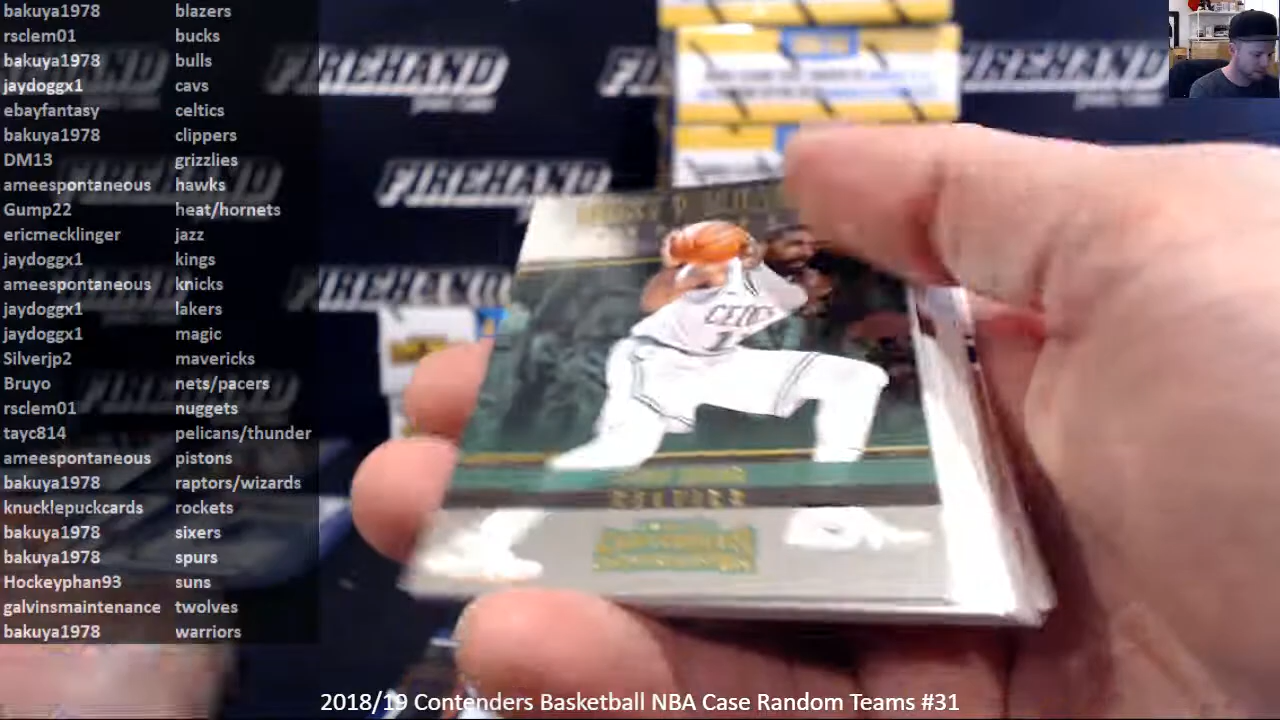 bakuya1978 blazers
rsclem01 bucks
bakuya1978 bulls
jaydoggx1 cavs
ebayfantasy celtics
bakuya1978 clippers
DM13 grizzlies
ameespontaneous hawks
Gump22 heat/hornets
ericmecklinger jazz
jaydoggx1 kings
ameespontaneous knicks
jaydoggx1 lakers
jaydoggx1 magic
Silverjp2 mavericks
Bruyo nets/pacers
rsclem01 nuggets
tayc814 pelicans/thunder
ameespontaneous pistons
bakuya1978 raptors/wizards
knucklepuckcards rockets
bakuya1978 sixers
bakuya1978 spurs
Hockeyphan93 suns
galvinsmaintenance twolves
bakuya1978 warriors
FIREHAND
FIREHAND
FIREHAND
FIREHAND
2018/19 Contenders Basketball NBA Case Random Teams #31